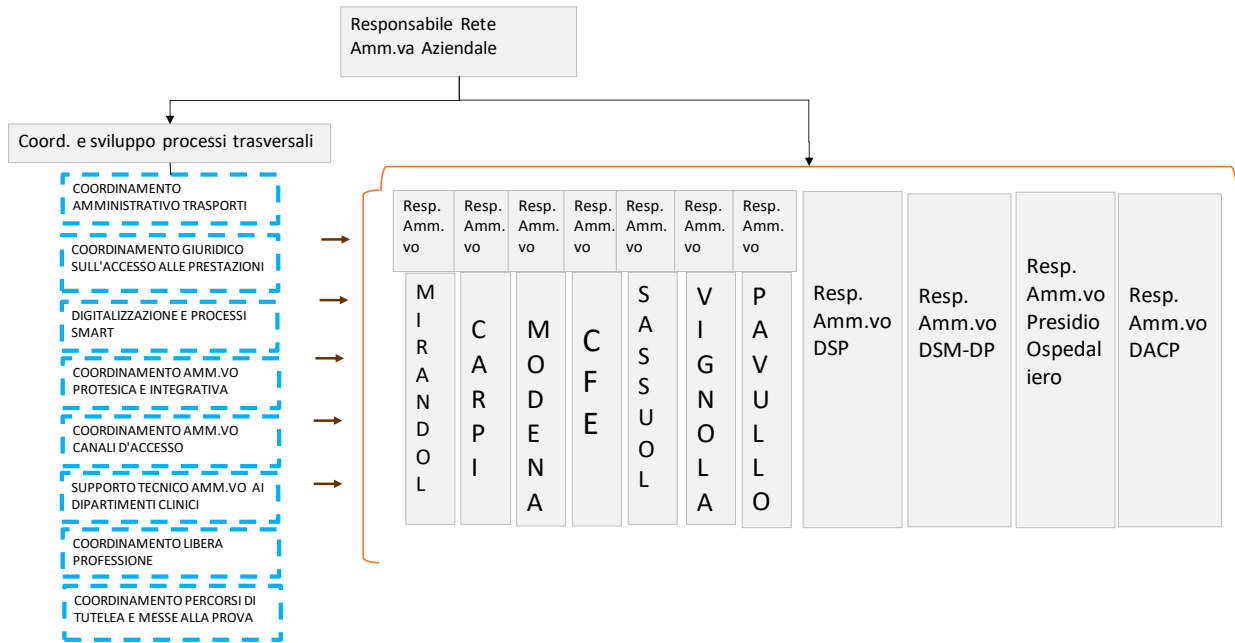 Responsabile Rete
Amm.va Aziendale
Coord. e sviluppo processi trasversali
COORDINAMENTO
AMMINISTRATIVO TRASPORTI
COORDINAMENTO GIURIDICO
SULL'ACCESSO ALLE PRESTAZIONI
DIGITALIZZAZIONE E PROCESSI
SMART
COORDINAMENTO AMM.VO
PROTESICA E INTEGRATIVA
COORDINAMENTO AMM.VO
CANALI D'ACCESSO
SUPPORTO TECNICO AMM.VO AI
DIPARTIMENTI CLINICI
COORDINAMENTO LIBERA
PROFESSIONE
COORDINAMENTO PERCORSI DI
TUTELEA E MESSE ALLA PROVA
Resp.
Amm.
vo
MIRANDOL
Resp.
Amm.
vo
CARPI
Resp.
Amm.
vo
MODENA
Resp.
Amm.
vo
CFE
Resp.
Amm.
vo
SASSUOL
Resp.
Amm.
vo
VIGNOLA
Resp.
Amm.
vo
PAVULLO
Resp.
Amm.vo
DSP
Resp.
Amm.vo
DSM-DP
Resp.
Amm.vo
Presidio
Ospedal
iero
Resp.
Amm.vo
DACP